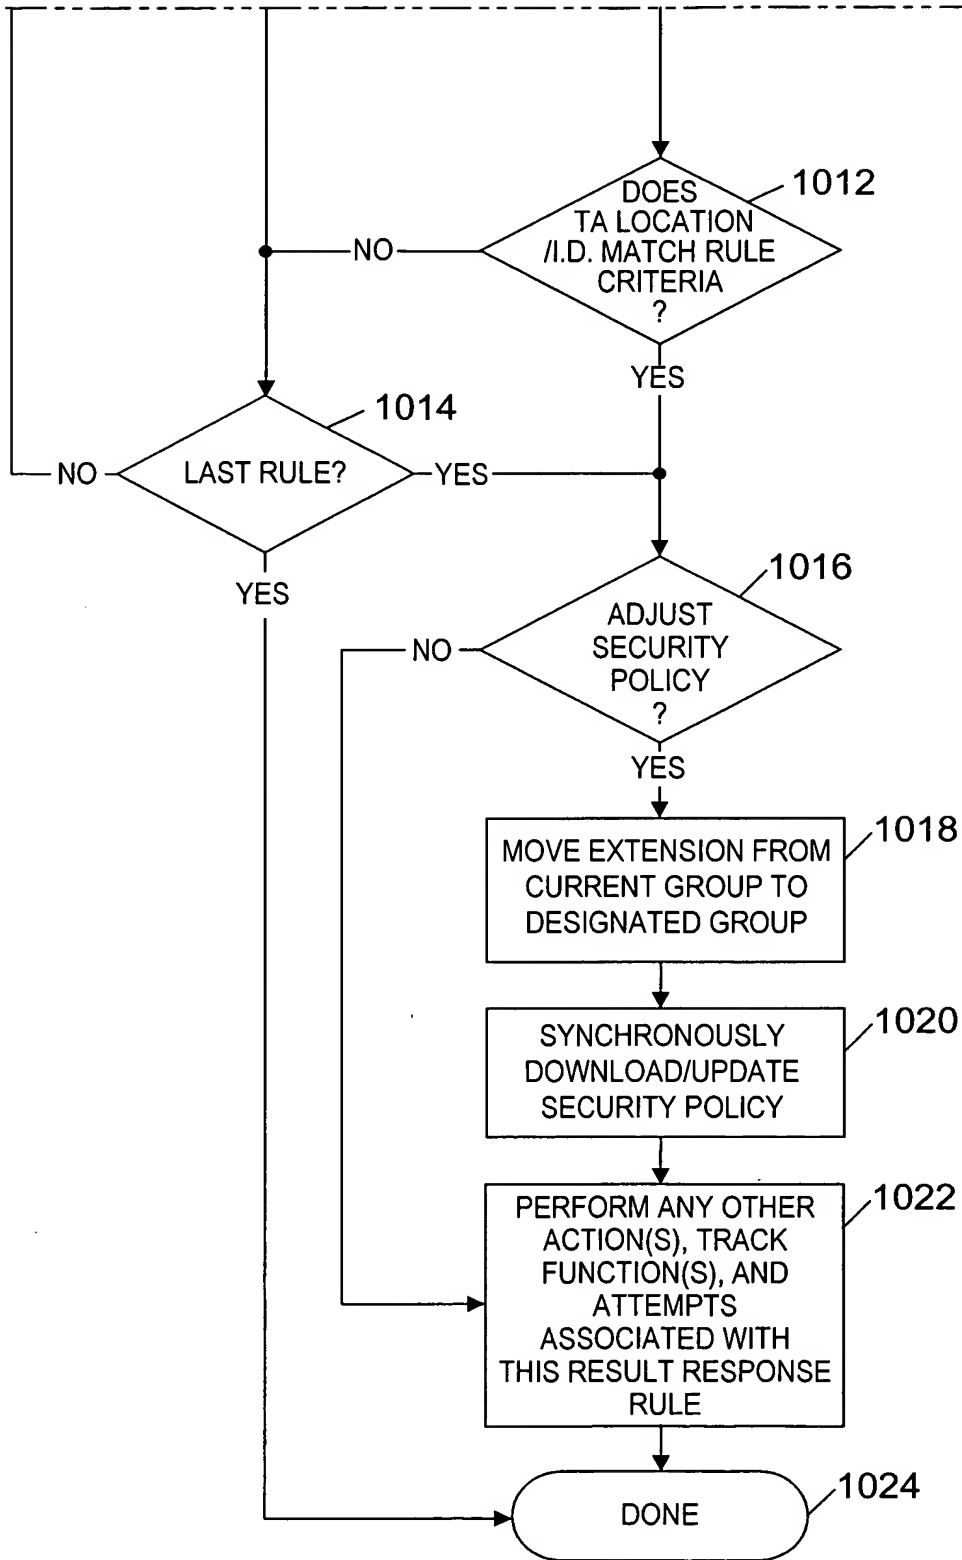 1012
DOES
TA LOCATION
/I.D. MATCH RULE
CRITERIA
?
NO
YES
1014
LAST RULE?
NO
YES
YES
1016
ADJUST
SECURITY
POLICY
?
NO
YES
1018
MOVE EXTENSION FROM
CURRENT GROUP TO
DESIGNATED GROUP
1020
SYNCHRONOUSLY
DOWNLOAD/UPDATE
SECURITY POLICY
1022
PERFORM ANY OTHER
ACTION(S), TRACK
FUNCTION(S), AND
ATTEMPTS
ASSOCIATED WITH
THIS RESULT RESPONSE
RULE
1024
DONE